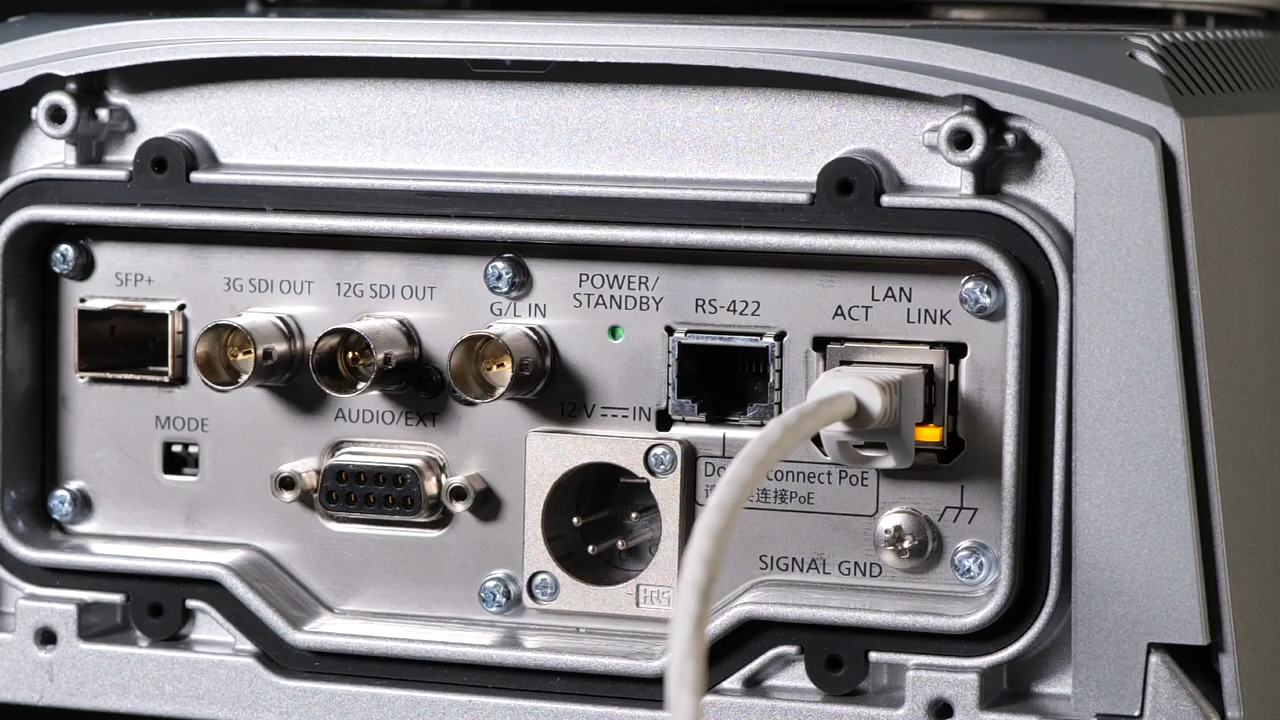 SFP+
3G SDI OUT
12G SDI OUT
G/L IN
POWER/
STANDBY
RS-422
LAN
ACT
LINK
MODE
AUDIO/EXT
12 V IN
connect PoE
连接PoE
SIGNAL GND